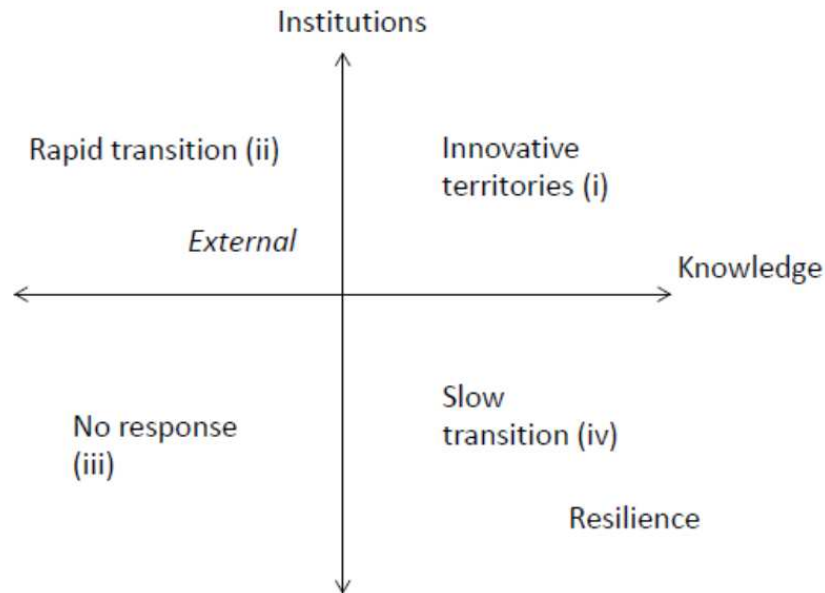 Institutions
Rapid transition (ii)
Innovative
territories (i)
External
Knowledge
No response
(iii)
Slow
transition (iv)
Resilience